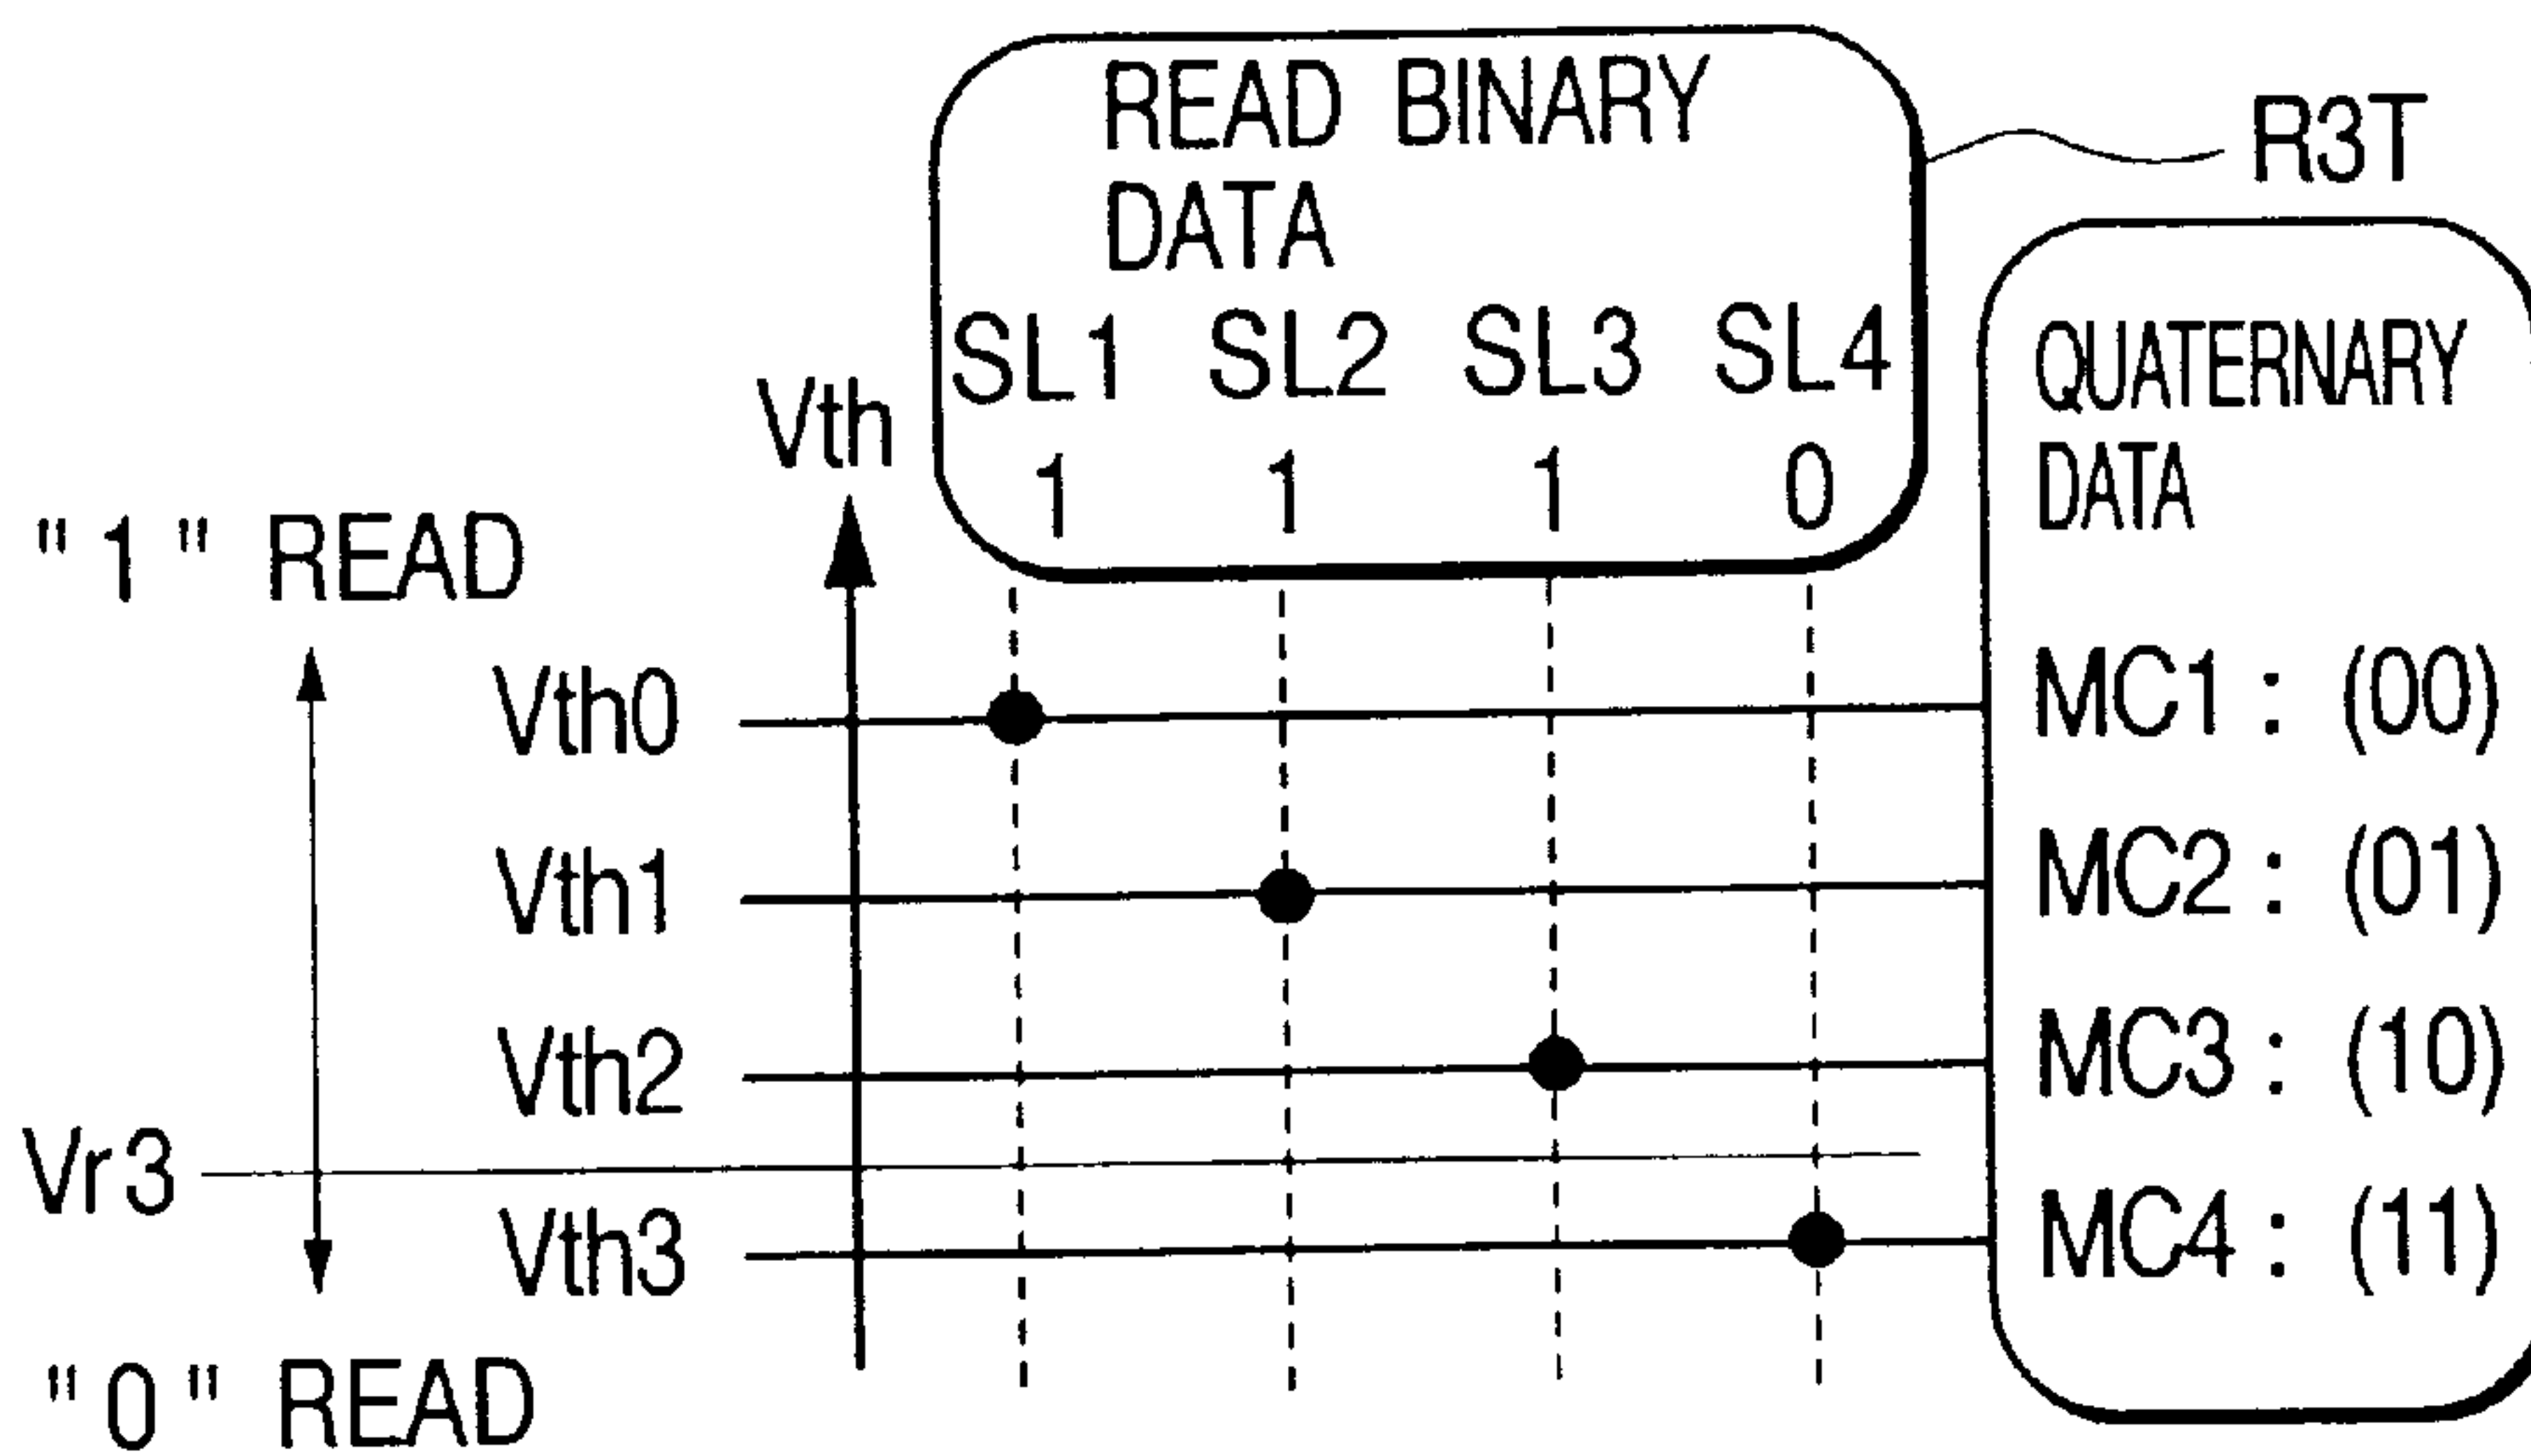 READ BINARY
DATA
R3T
SL1 SL2 SL3 SL4
1 1 1 0
Vth
QUATERNARY
DATA
" 1 " READ
Vth0
MC1 : (00)
Vth1
MC2 : (01)
Vth2
MC3 : (10)
Vr3
Vth3
MC4 : (11)
" 0 " READ